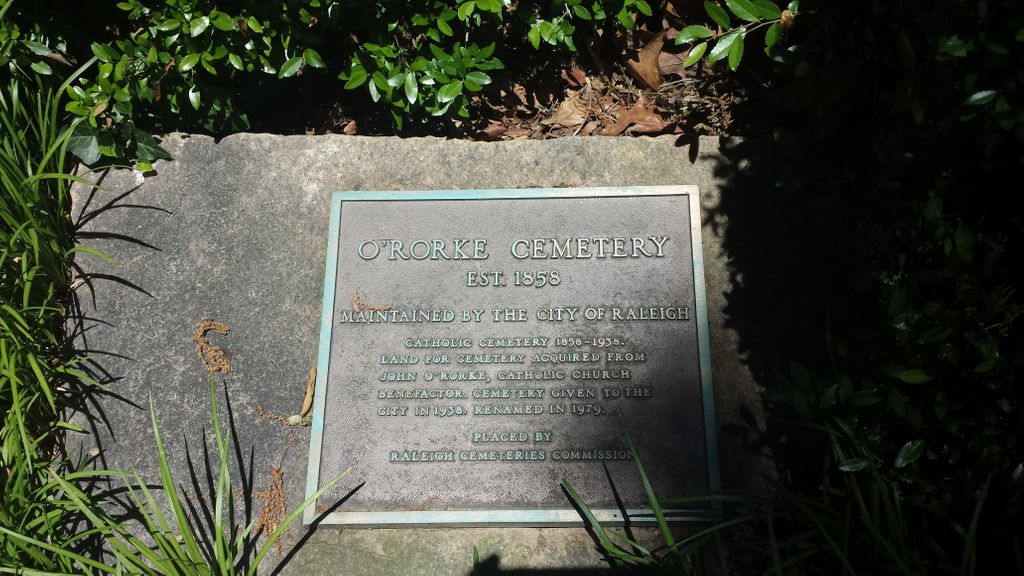 O'RORKE CEMETERY
EST. 1858
MAINTAINED BY THE CITY OF RALEIGH
CATHOLIC CEMETERY 1858-1938.
LAND FOR CEMETERY ACQUIRED FROM
JOHN O'RORKE, CATHOLIC CHURCH
BENEFACTOR. CEMETERY GIVEN TO THE
CITY IN 1938. RENAMED IN 1979.
PLACED BY
RALEIGH CEMETERIES COMMISSION